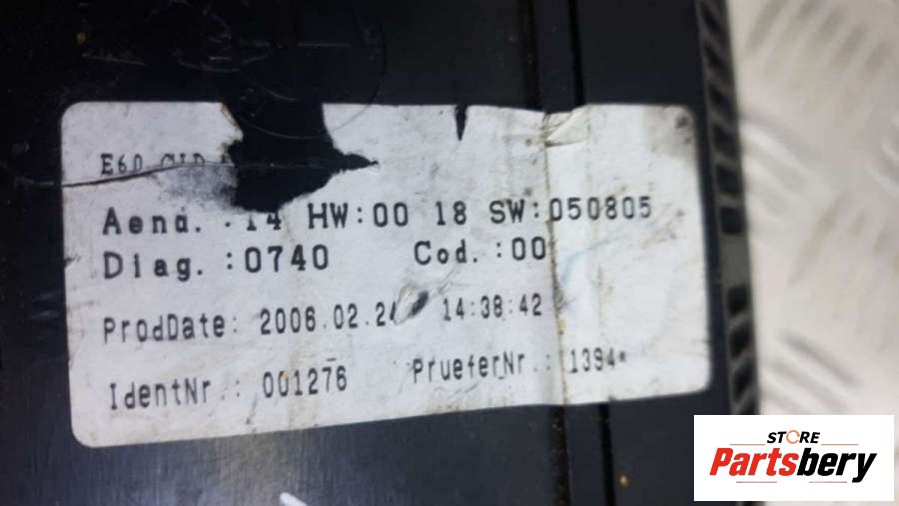 E60 CID
Aend. :14 HW:00 18 SW:050805
Diag. :0740 Cod. :00
ProdDate: 2006.02.2 14:38:42
IdentNr.: 001276 PrueferNr.: 1394*
STORE
Partsbery